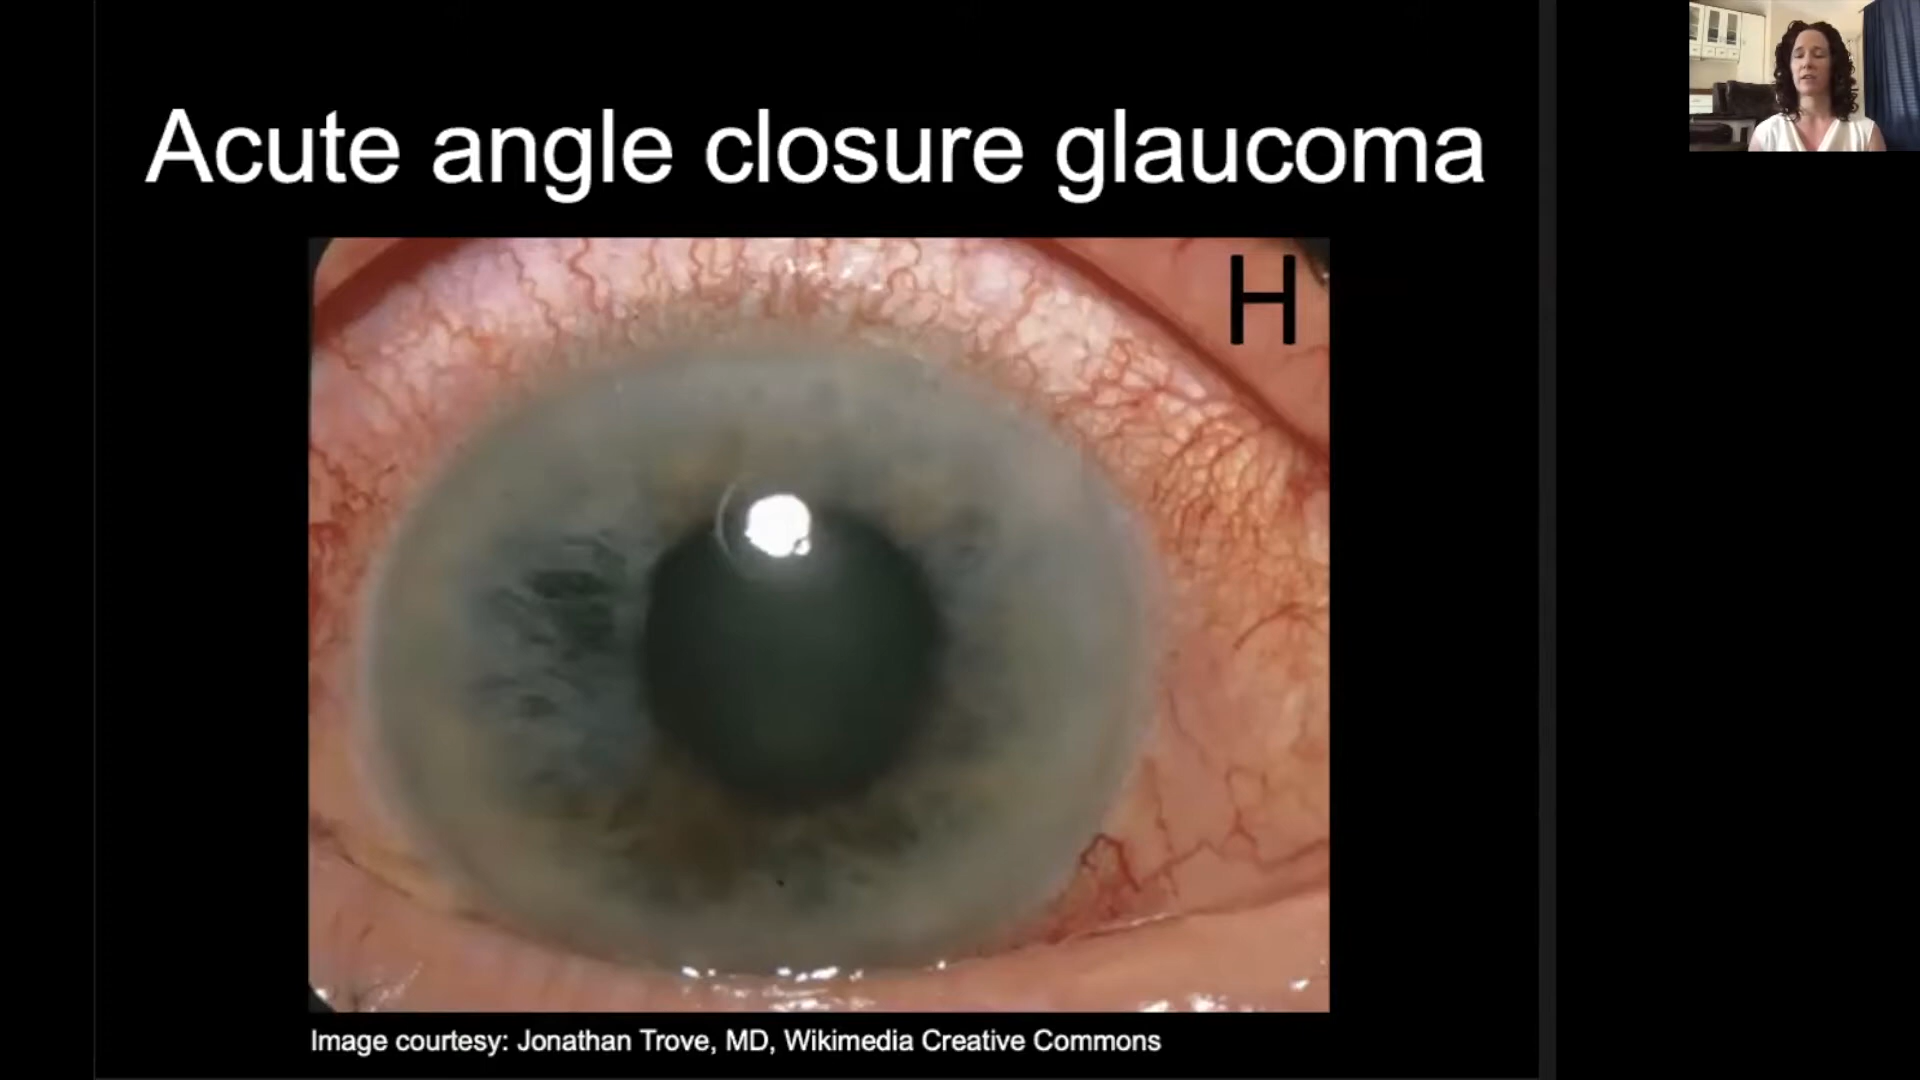 Acute angle closure glaucoma
H
Image courtesy: Jonathan Trove, MD, Wikimedia Creative Commons